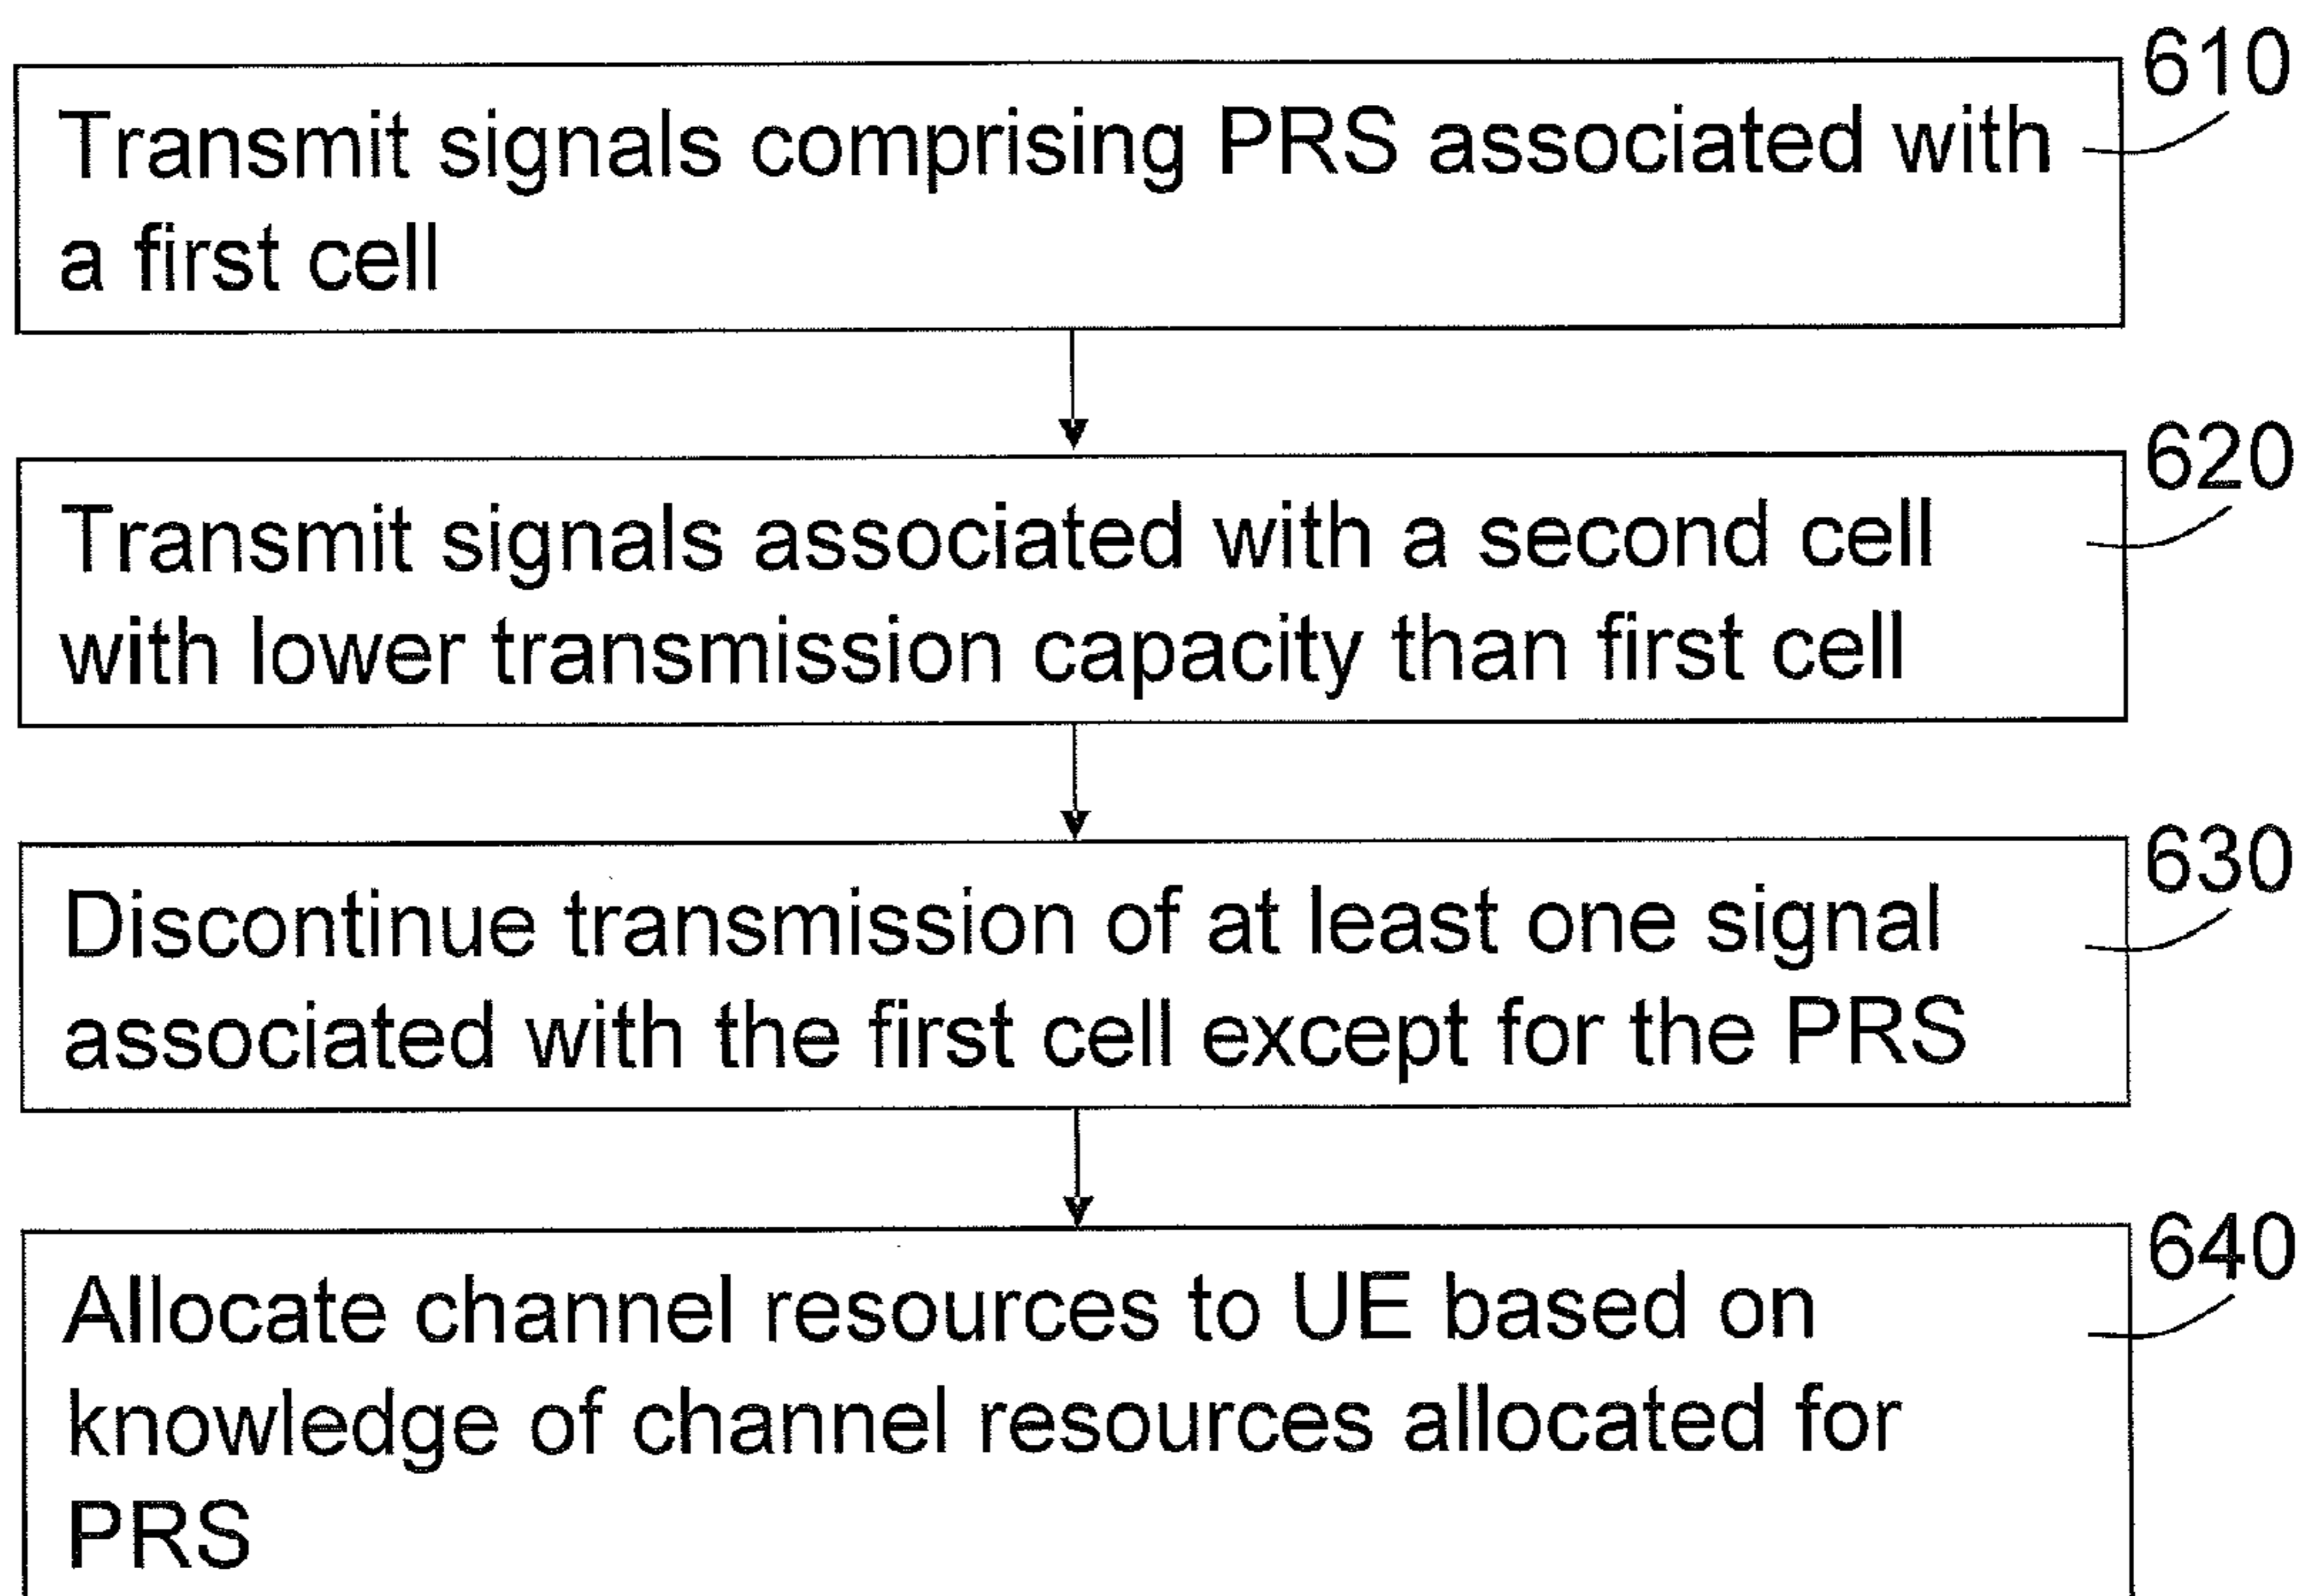 610
Transmit signals comprising PRS associated with
a first cell
620
Transmit signals associated with a second cell
with lower transmission capacity than first cell
630
Discontinue transmission of at least one signal
associated with the first cell except for the PRS
640
Allocate channel resources to UE based on
knowledge of channel resources allocated for
PRS